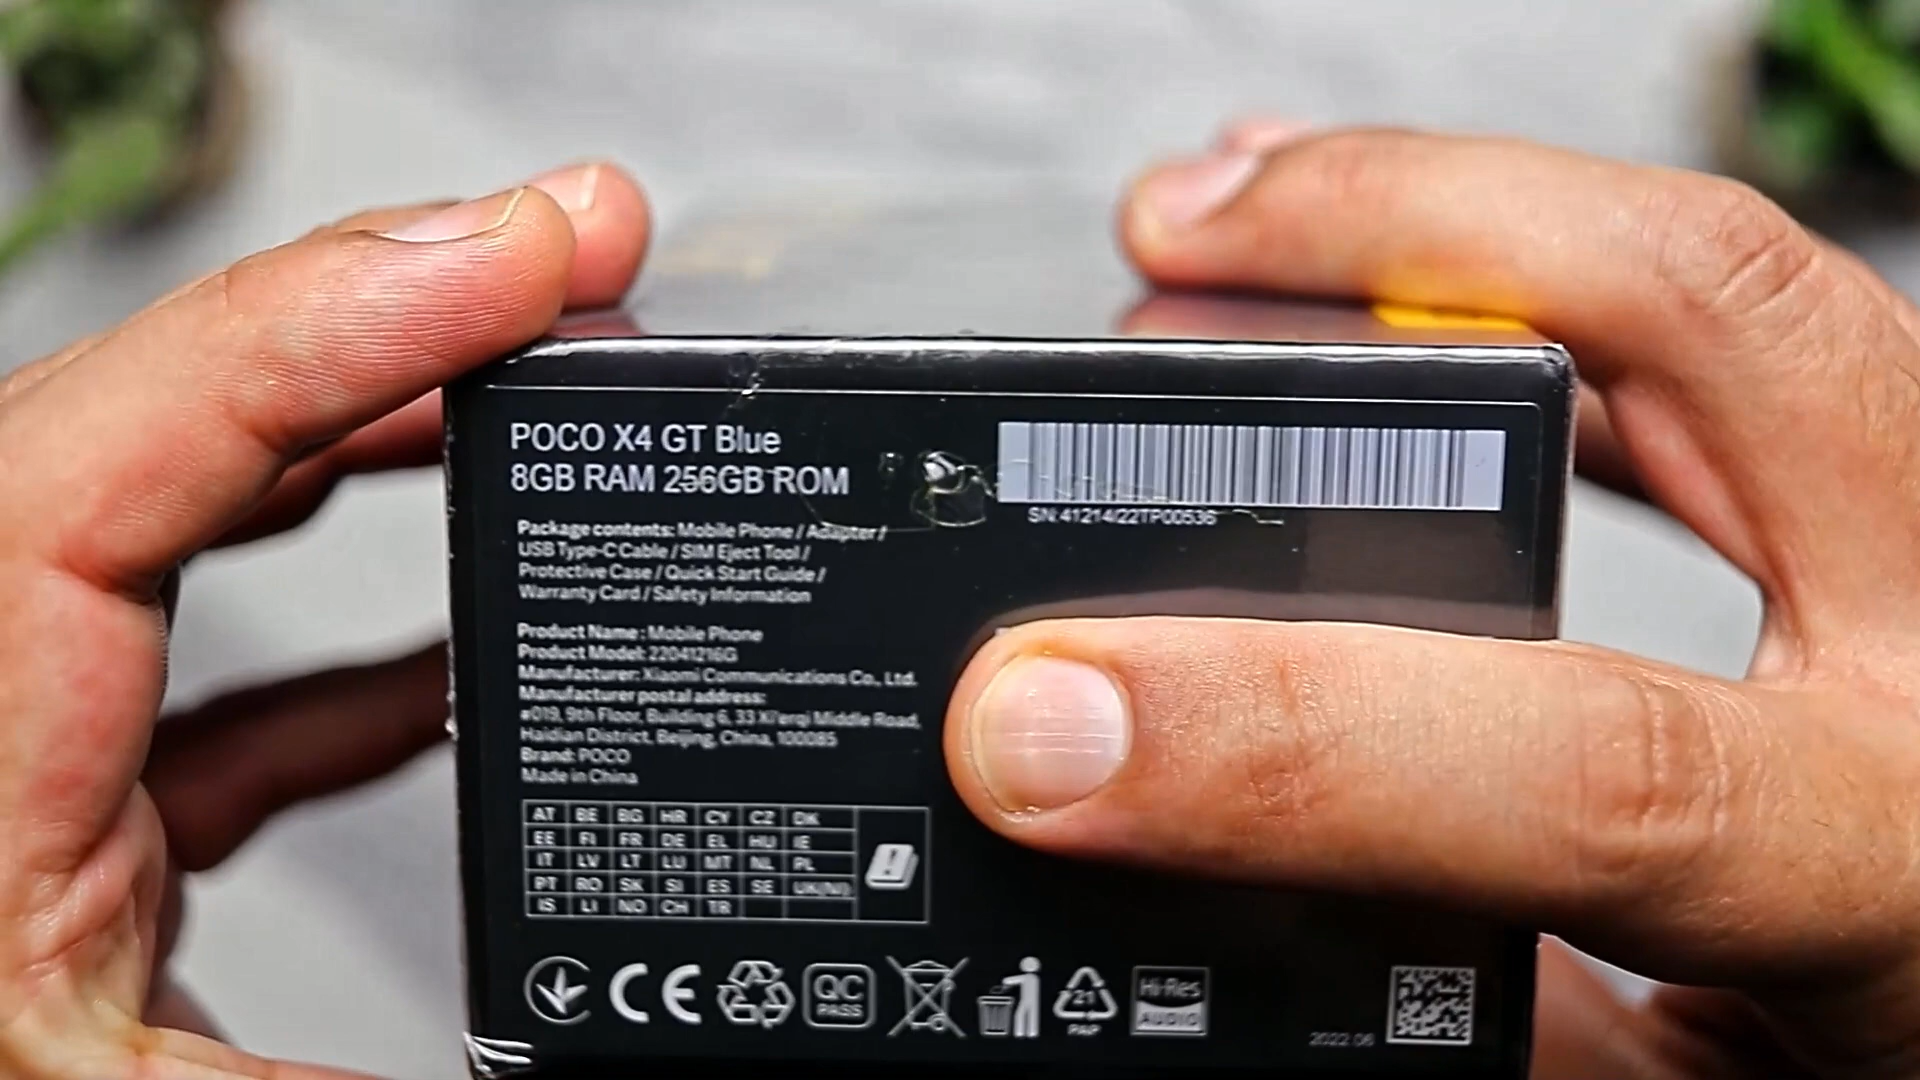 POCO X4 GT Blue
8GB RAM 256GB ROM
SN: 41214/22TP00536
Package contents: Mobile Phone / Adapter /
USB Type-C Cable / SIM Eject Tool /
Protective Case / Quick Start Guide /
Warranty Card / Safety Information
Product Name: Mobile Phone
Product Model: 22041216G
Manufacturer: Xiaomi Communications Co., Ltd.
Manufacturer postal address:
#019, 9th Floor, Building 6, 33 Xi'erqi Middle Road,
Haidian District, Beijing, China, 100085
Brand: POCO
Made in China
AT BE BG HR CY CZ DK
EE FI FR DE EL HU IE
IT LV LT LU MT NL PL
PT RO SK SI ES SE UK(NI)
IS LI NO CH TR
CE
QC
PASS
21
PAP
Hi-Res
AUDIO
2022.06